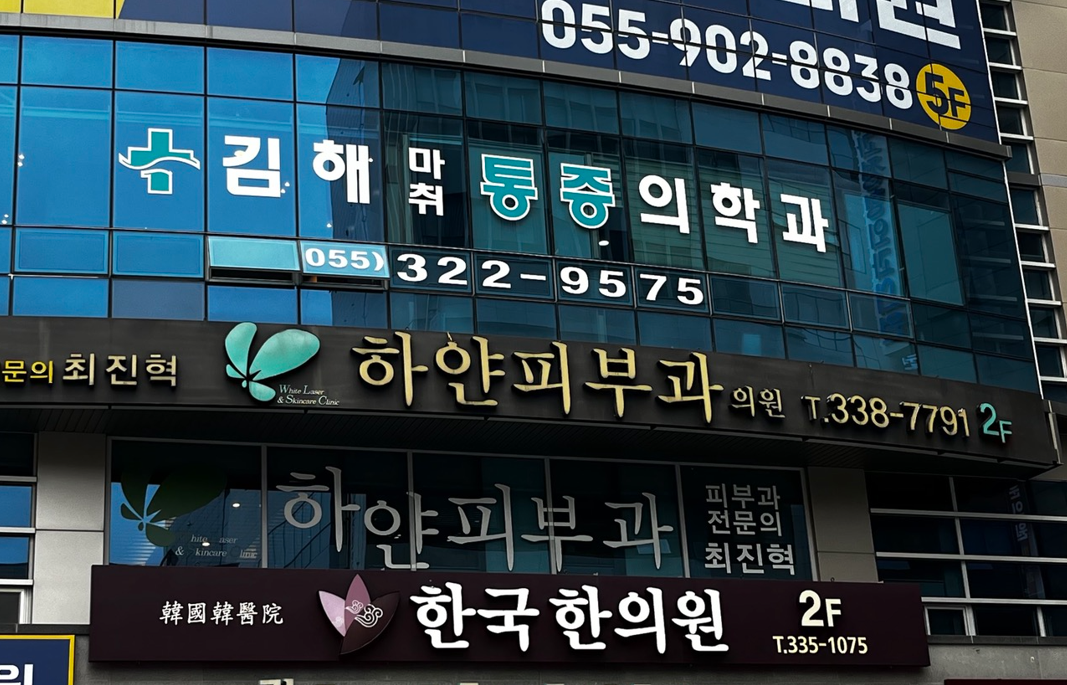 055-902-8838 5F
김해 마취 통증의학과
055) 322-9575
문의 최진혁
White Laser
& Skincare Clinic
하얀피부과의원 T.338-7791 2F
하얀피부과
피부과
전문의
최진혁
韓國韓醫院 한국한의원 2F
T.335-1075